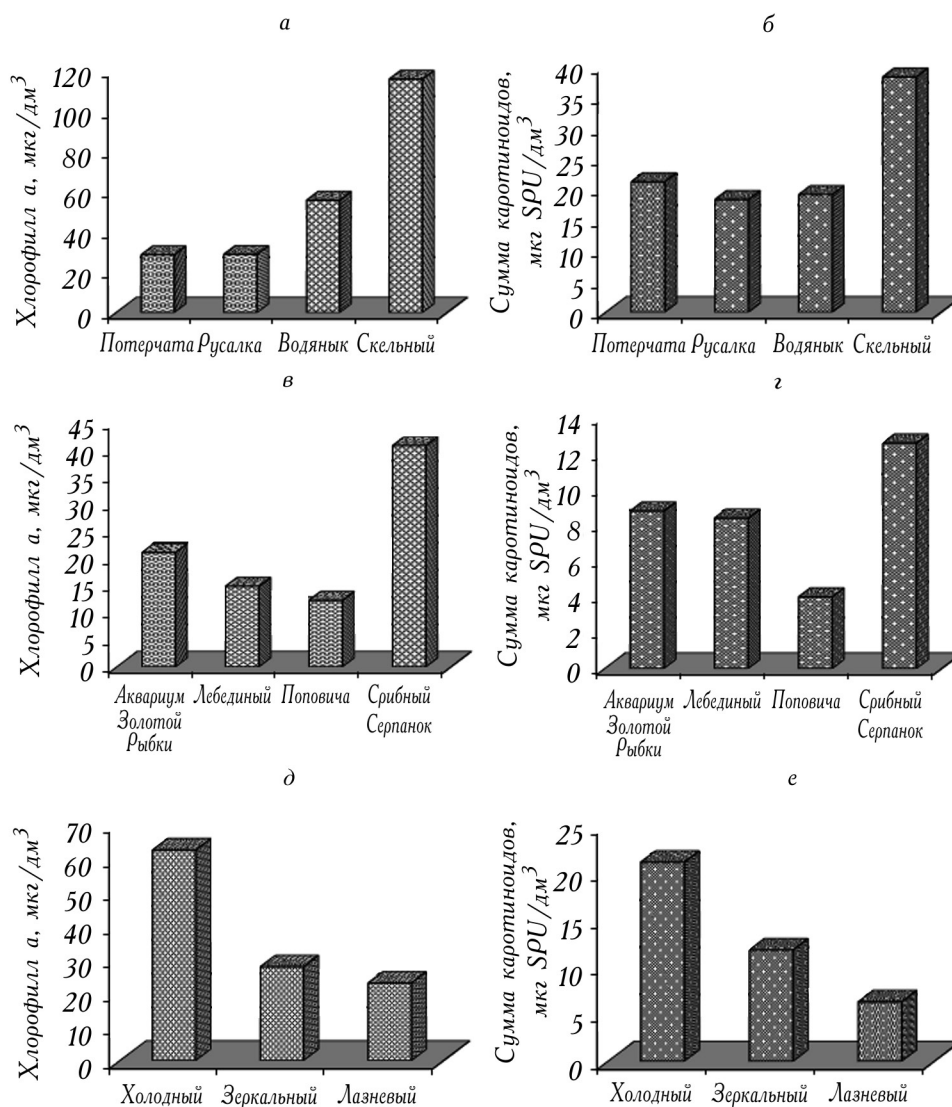 а
Хлорофилл а, мкг/дм³
120
100
80
60
40
20
0
Потерчата Русалка Водянык Скельный
б
Сумма каротиноидов,
мкг SPU/дм³
40
35
30
25
20
15
10
5
0
Потерчата Русалка Водянык Скельный
в
Хлорофилл а, мкг/дм³
45
40
35
30
25
20
15
10
5
0
Аквариум Лебединый Поповича Срибный
Золотой Серпанок
Рыбки
г
Сумма каротиноидов,
мкг SPU/дм³
14
12
10
8
6
4
2
0
Аквариум Лебединый Поповича Срибный
Золотой Серпанок
Рыбки
д
Хлорофилл а, мкг/дм³
70
60
50
40
30
20
10
0
Холодный Зеркальный Лазневый
е
Сумма каротиноидов,
мкг SPU/дм³
25
20
15
10
5
0
Холодный Зеркальный Лазневый